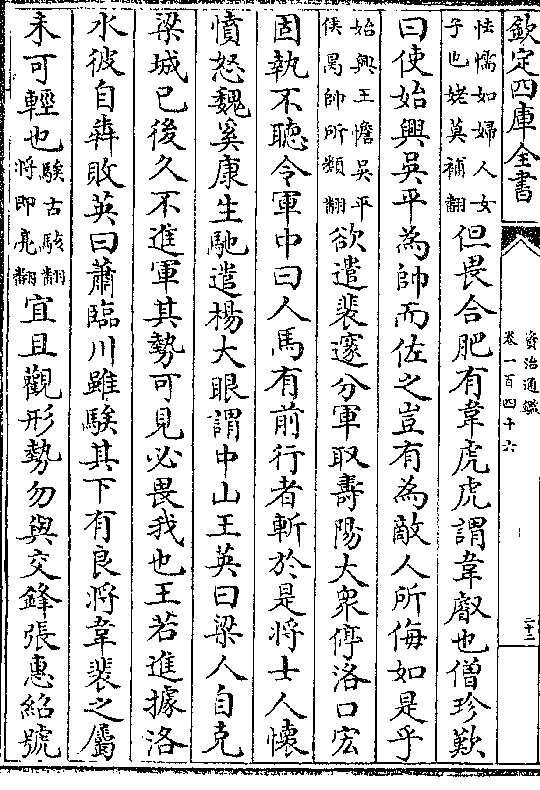 欽定四庫全書
資治通鑑
卷一百四十六
怯懦如婦人女
子也姥莫補翻
但畏合肥有韋虎虎謂韋叡也僧珍歎
曰使始興吳平為帥而佐之豈有為敵人所侮如是乎
始興王憺吳平
侯昺帥所類翻
欲遣裴邃分軍取壽陽大衆停洛口宏
固執不聽令軍中曰人馬有前行者斬於是將士人懐
憤怒魏奚康生馳遣楊大眼謂中山王英曰梁人自克
梁城已後久不進軍其勢可見必畏我也王若進據洛
水彼自犇敗英曰蕭臨川雖騃其下有良將韋裴之屬
未可輕也
騃古駭翻
將即亮翻
宜且觀形勢勿與交鋒張惠紹號